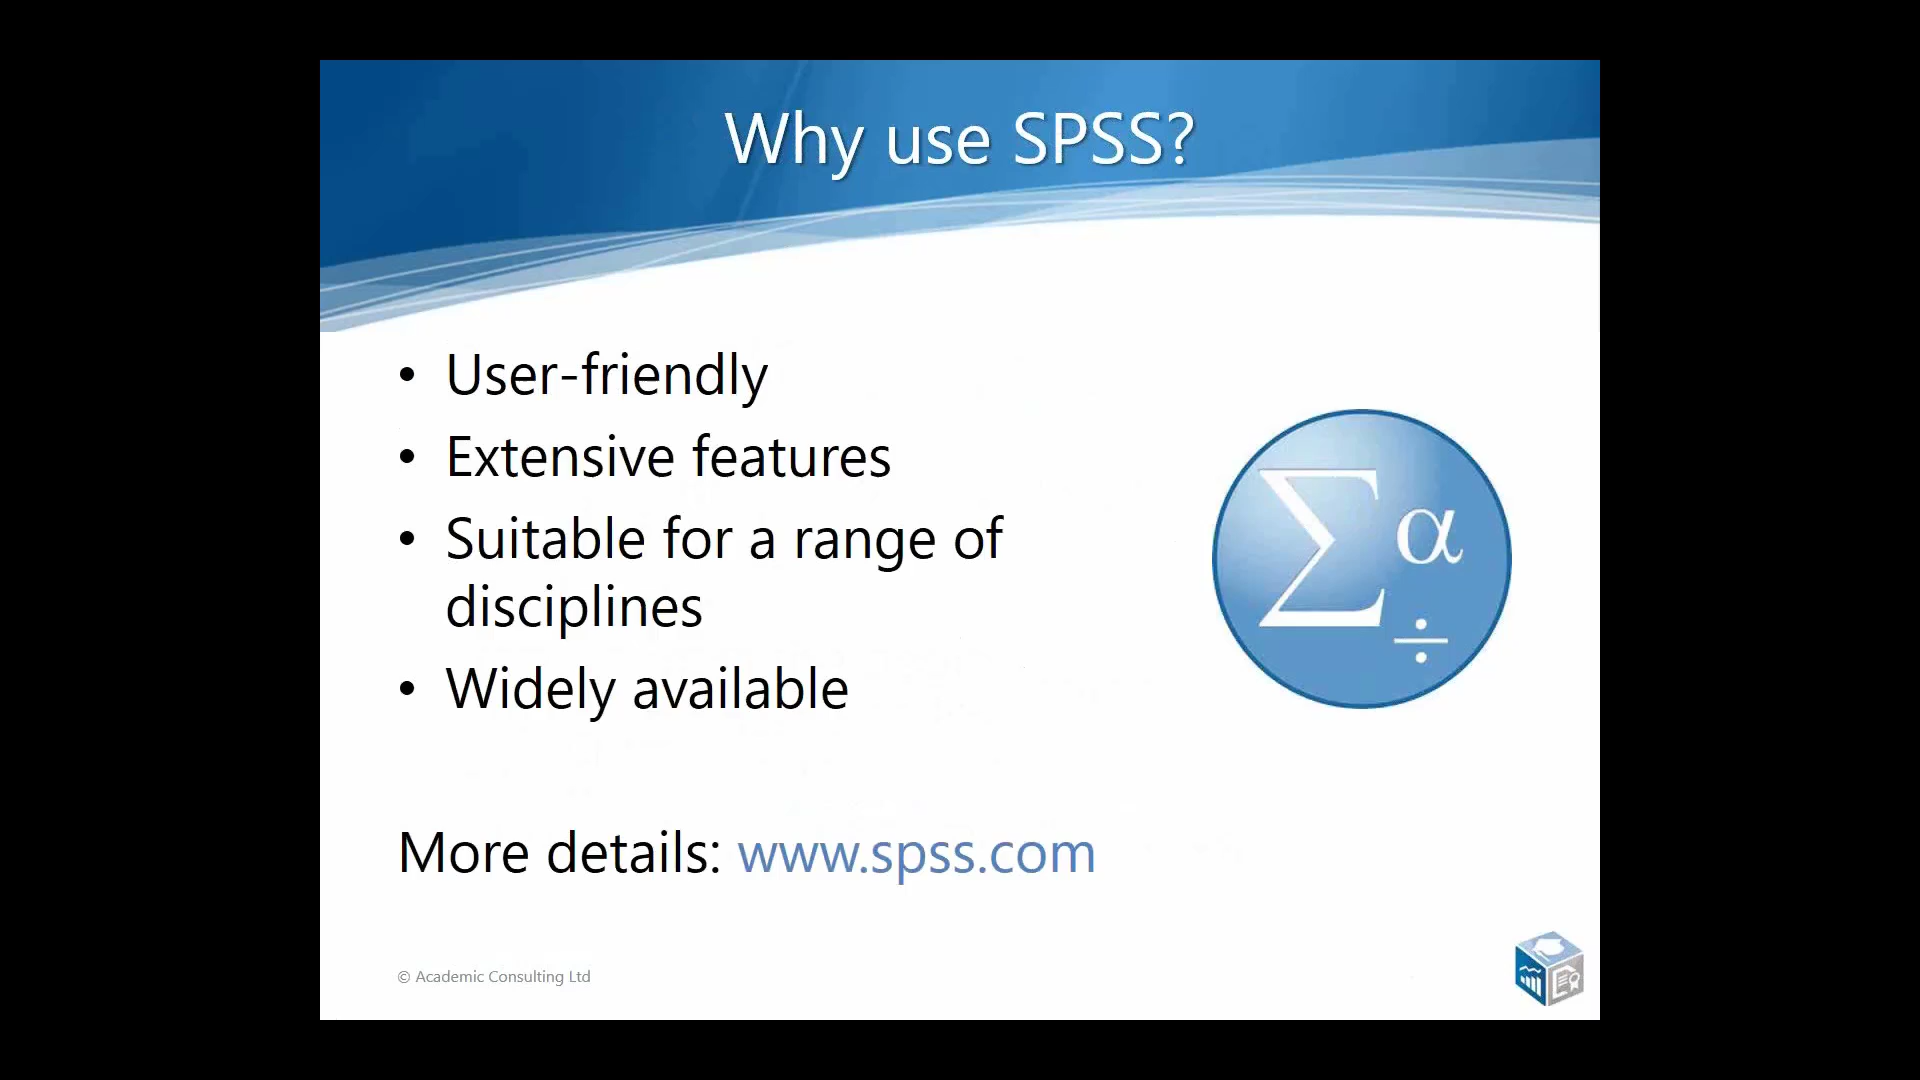 Why use SPSS?
• User-friendly
• Extensive features
• Suitable for a range of
disciplines
• Widely available
Σ α
÷
More details: www.spss.com
© Academic Consulting Ltd